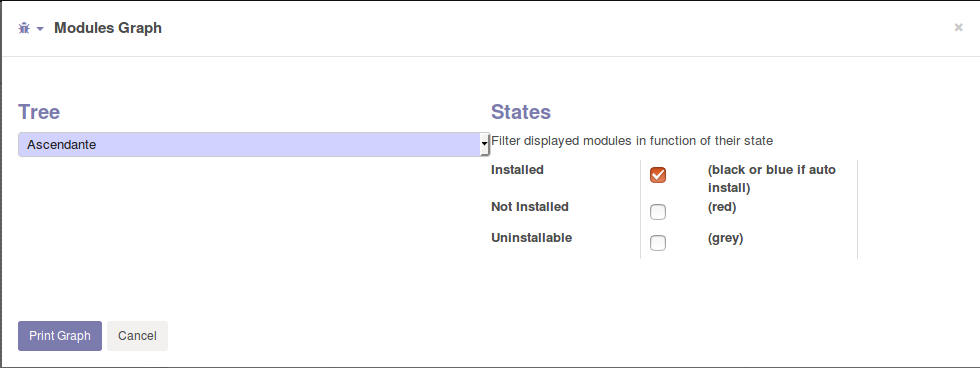 Modules Graph
Tree
Ascendante
States
Filter displayed modules in function of their state
Installed
(black or blue if auto
install)
Not Installed
(red)
Uninstallable
(grey)
Print Graph
Cancel